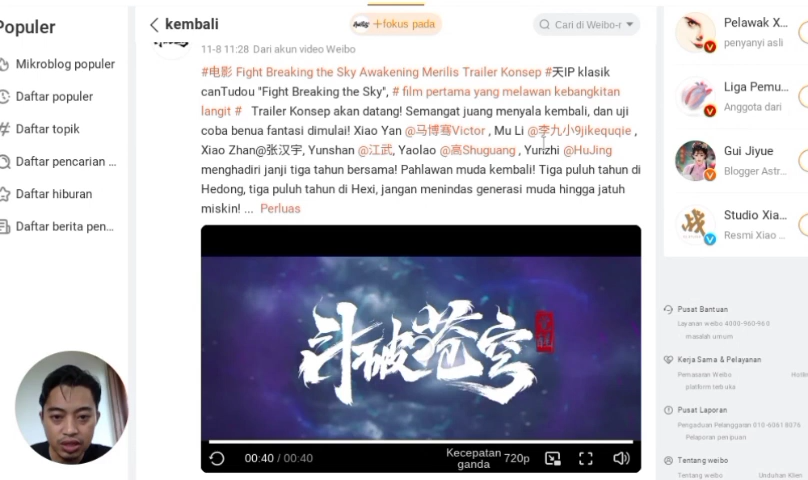 Populer
Mikroblog populer
Daftar populer
Daftar topik
Daftar pencarian ...
Daftar hiburan
Daftar berita pen...
kembali
+fokus pada
Cari di Weibo-r
11-8 11:28 Dari akun video Weibo
#电影 Fight Breaking the Sky Awakening Merilis Trailer Konsep #天IP klasik
canTudou "Fight Breaking the Sky", # film pertama yang melawan kebangkitan
langit # Trailer Konsep akan datang! Semangat juang menyala kembali, dan uji
coba benua fantasi dimulai! Xiao Yan @马博骞Victor , Mu Li @李九小9jikequqie ,
Xiao Zhan@张汉宇, Yunshan @江武, Yaolao @高Shuguang , Yunzhi @HuJing
menghadiri janji tiga tahun bersama! Pahlawan muda kembali! Tiga puluh tahun di
Hedong, tiga puluh tahun di Hexi, jangan menindas generasi muda hingga jatuh
miskin! ... Perluas
斗破苍穹
00:40 / 00:40
Kecepatan
ganda
720p
Pelawak X...
penyanyi asli
Liga Pemu...
Anggota dari
Gui Jiyue
Blogger Astr...
Studio Xia...
Resmi Xiao ...
Pusat Bantuan
Layanan weibo 4000-960-960
masalah umum
Kerja Sama & Pelayanan
Pemasaran Weibo
Hotlin
platform terbuka
Pusat Laporan
Pengaduan Pelanggaran 010-60618076
Pelaporan penipuan
Tentang weibo
Tentang weibo
Unduhan Klien